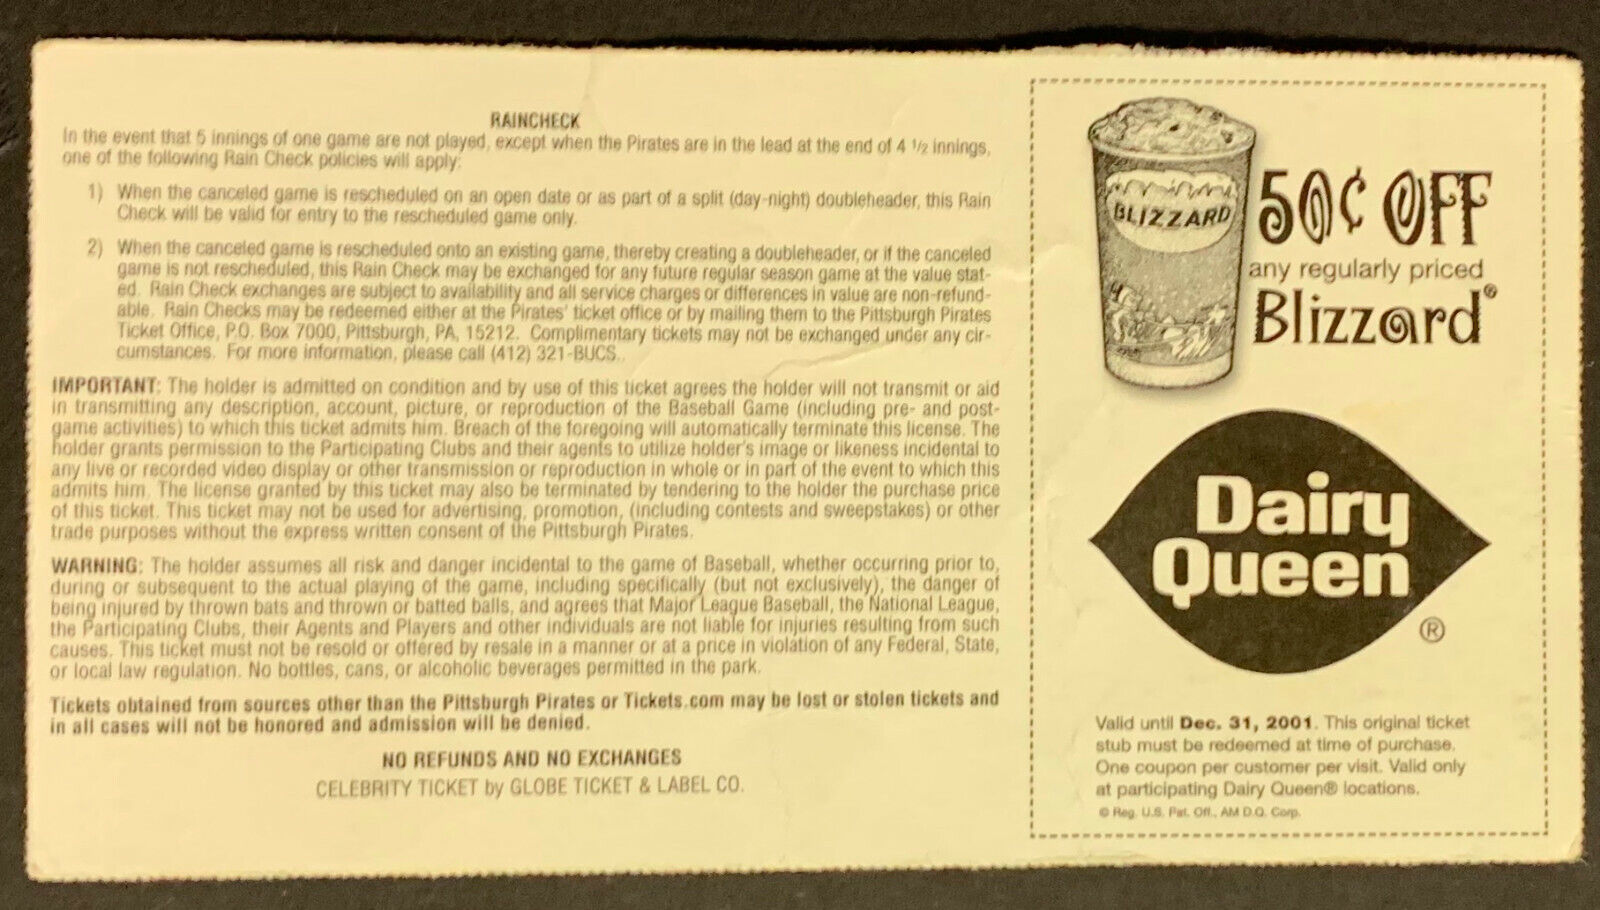 RAINCHECK
In the event that 5 innings of one game are not played, except when the Pirates are in the lead at the end of 4 1/2 innings,
one of the following Rain Check policies will apply:
1) When the canceled game is rescheduled on an open date or as part of a split (day-night) doubleheader, this Rain
Check will be valid for entry to the rescheduled game only.
2) When the canceled game is rescheduled onto an existing game, thereby creating a doubleheader, or if the canceled
game is not rescheduled, this Rain Check may be exchanged for any future regular season game at the value stat-
ed. Rain Check exchanges are subject to availability and all service charges or differences in value are non-refund-
able. Rain Checks may be redeemed either at the Pirates' ticket office or by mailing them to the Pittsburgh Pirates
Ticket Office, P.O. Box 7000, Pittsburgh, PA, 15212. Complimentary tickets may not be exchanged under any cir-
cumstances. For more information, please call (412) 321-BUCS..
IMPORTANT: The holder is admitted on condition and by use of this ticket agrees the holder will not transmit or aid
in transmitting any description, account, picture, or reproduction of the Baseball Game (including pre- and post-
game activities) to which this ticket admits him. Breach of the foregoing will automatically terminate this license. The
holder grants permission to the Participating Clubs and their agents to utilize holder's image or likeness incidental to
any live or recorded video display or other transmission or reproduction in whole or in part of the event to which this
admits him. The license granted by this ticket may also be terminated by tendering to the holder the purchase price
of this ticket. This ticket may not be used for advertising, promotion, (including contests and sweepstakes) or other
trade purposes without the express written consent of the Pittsburgh Pirates.
WARNING: The holder assumes all risk and danger incidental to the game of Baseball, whether occurring prior to,
during or subsequent to the actual playing of the game, including specifically (but not exclusively), the danger of
being injured by thrown bats and thrown or batted balls, and agrees that Major League Baseball, the National League,
the Participating Clubs, their Agents and Players and other individuals are not liable for injuries resulting from such
causes. This ticket must not be resold or offered by resale in a manner or at a price in violation of any Federal, State,
or local law regulation. No bottles, cans, or alcoholic beverages permitted in the park.
Tickets obtained from sources other than the Pittsburgh Pirates or Tickets.com may be lost or stolen tickets and
in all cases will not be honored and admission will be denied.
NO REFUNDS AND NO EXCHANGES
CELEBRITY TICKET by GLOBE TICKET & LABEL CO.
BLIZZARD
50¢ OFF
any regularly priced
Blizzard®
Dairy
Queen
®
Valid until Dec. 31, 2001. This original ticket
stub must be redeemed at time of purchase.
One coupon per customer per visit. Valid only
at participating Dairy Queen® locations.
© Reg. U.S. Pat. Off., AM D.Q. Corp.